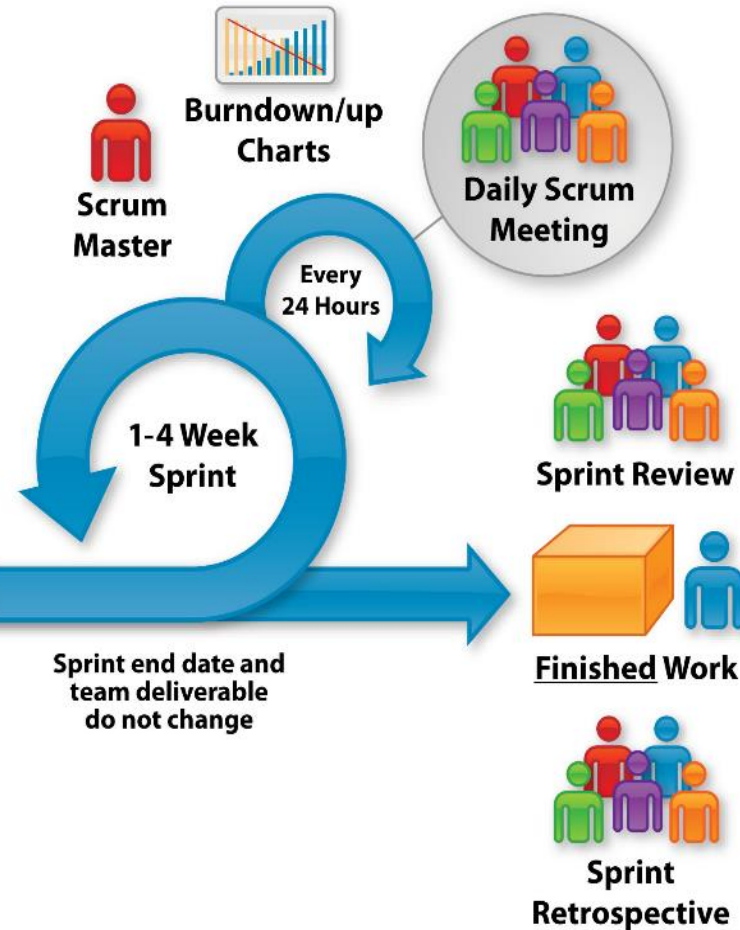 Burndown/up
Charts
Scrum
Master
Daily Scrum
Meeting
Every
24 Hours
1-4 Week
Sprint
Sprint Review
Finished Work
Sprint end date and
team deliverable
do not change
Sprint
Retrospective